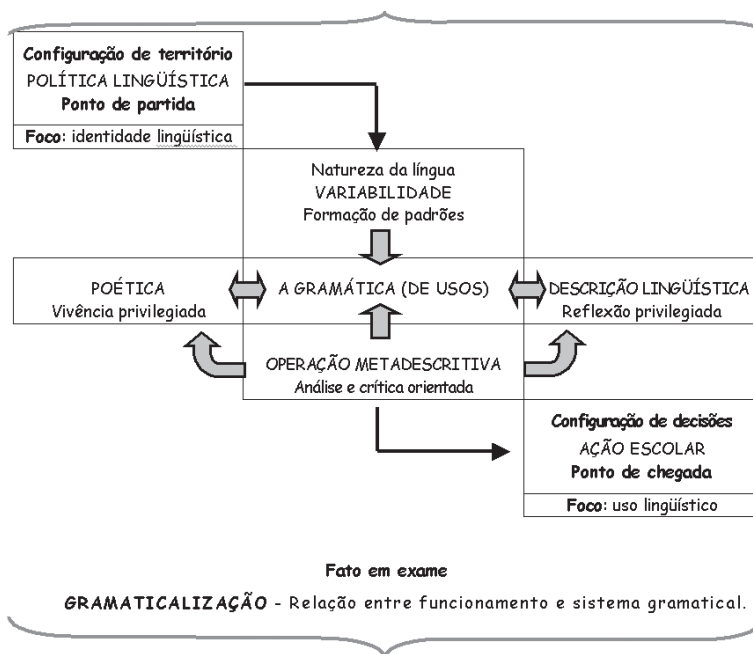 Configuração de território
POLÍTICA LINGÜÍSTICA
Ponto de partida
Foco: identidade lingüística
Natureza da língua
VARIABILIDADE
Formação de padrões
POÉTICA
Vivência privilegiada
A GRAMÁTICA (DE USOS)
DESCRIÇÃO LINGÜÍSTICA
Reflexão privilegiada
OPERAÇÃO METADESCRITIVA
Análise e crítica orientada
Configuração de decisões
AÇÃO ESCOLAR
Ponto de chegada
Foco: uso lingüístico
Fato em exame
GRAMATICALIZAÇÃO - Relação entre funcionamento e sistema gramatical.